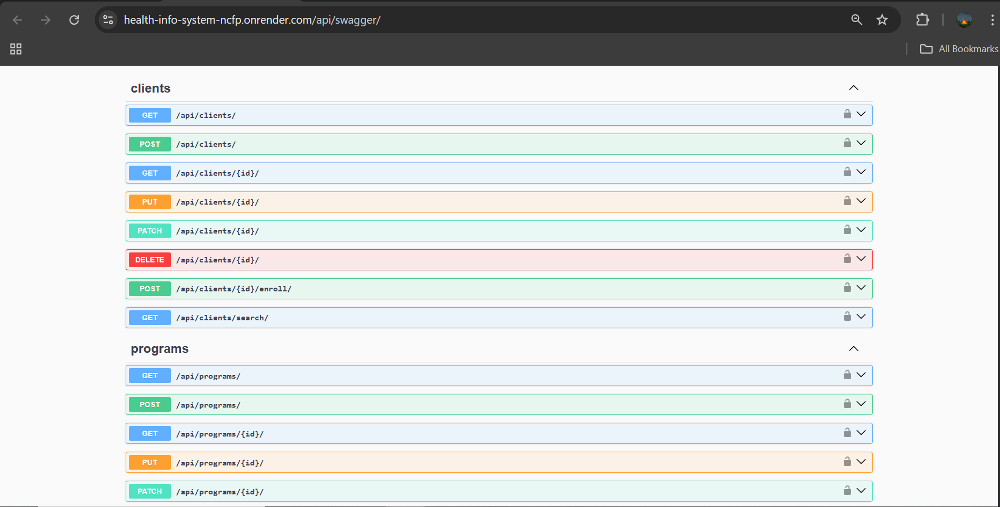 health-info-system-ncfp.onrender.com/api/swagger/
All Bookmarks
clients
GET /api/clients/
POST /api/clients/
GET /api/clients/{id}/
PUT /api/clients/{id}/
PATCH /api/clients/{id}/
DELETE /api/clients/{id}/
POST /api/clients/{id}/enroll/
GET /api/clients/search/
programs
GET /api/programs/
POST /api/programs/
GET /api/programs/{id}/
PUT /api/programs/{id}/
PATCH /api/programs/{id}/